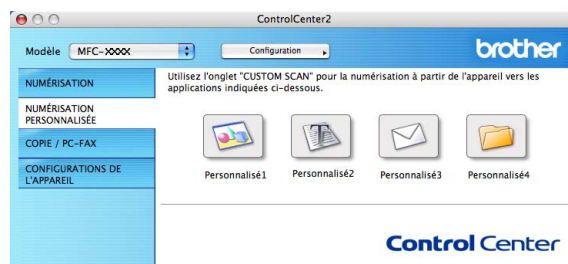 ControlCenter2
Modèle MFC-XXXX Configuration brother
NUMÉRISATION
NUMÉRISATION
PERSONNALISÉE
COPIE / PC-FAX
CONFIGURATIONS DE
L'APPAREIL
Utilisez l'onglet "CUSTOM SCAN" pour la numérisation à partir de l'appareil vers les
applications indiquées ci-dessous.
Personnalisé1 Personnalisé2 Personnalisé3 Personnalisé4
Control Center